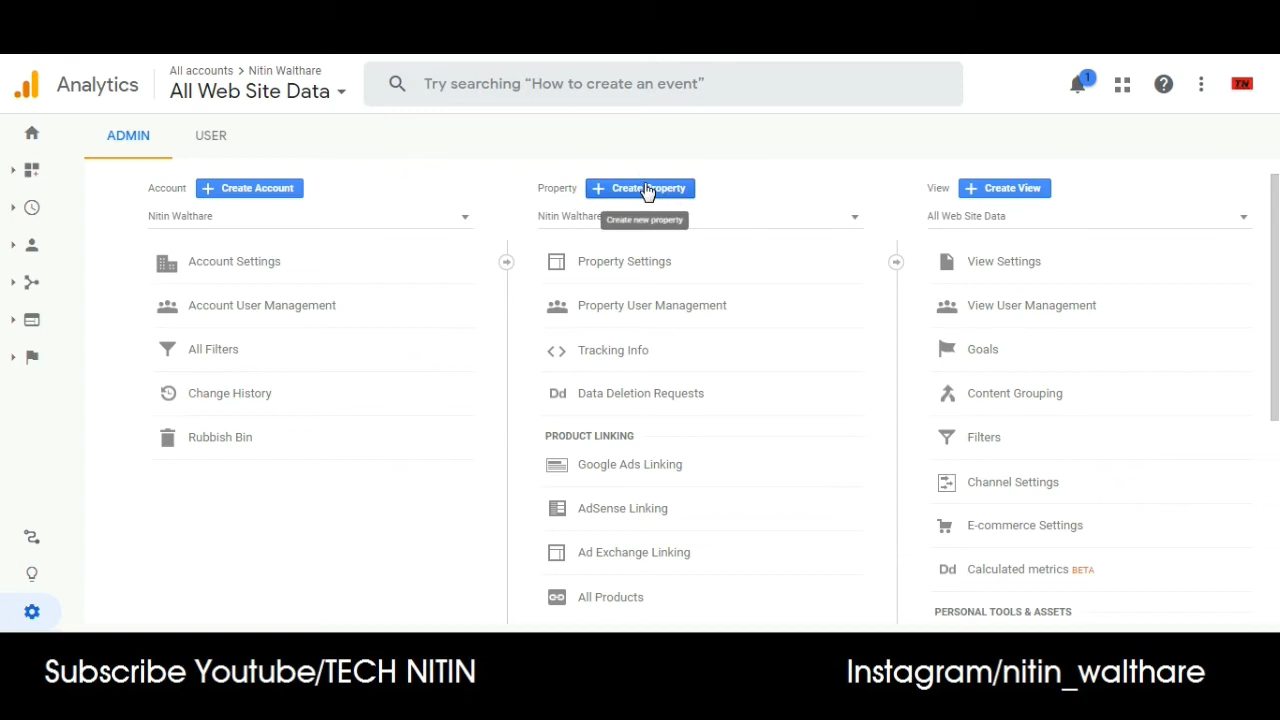 Analytics
All accounts > Nitin Walthare
All Web Site Data
Try searching “How to create an event”
1
TN
ADMIN
USER
Account
Create Account
Nitin Walthare
Account Settings
Account User Management
All Filters
Change History
Rubbish Bin
Property
Create Property
Nitin Walthare
Create new property
Property Settings
Property User Management
Tracking Info
Dd Data Deletion Requests
PRODUCT LINKING
Google Ads Linking
AdSense Linking
Ad Exchange Linking
All Products
View
Create View
All Web Site Data
View Settings
View User Management
Goals
Content Grouping
Filters
Channel Settings
E-commerce Settings
Dd Calculated metrics BETA
PERSONAL TOOLS & ASSETS
Subscribe Youtube/TECH NITIN
Instagram/nitin_walthare